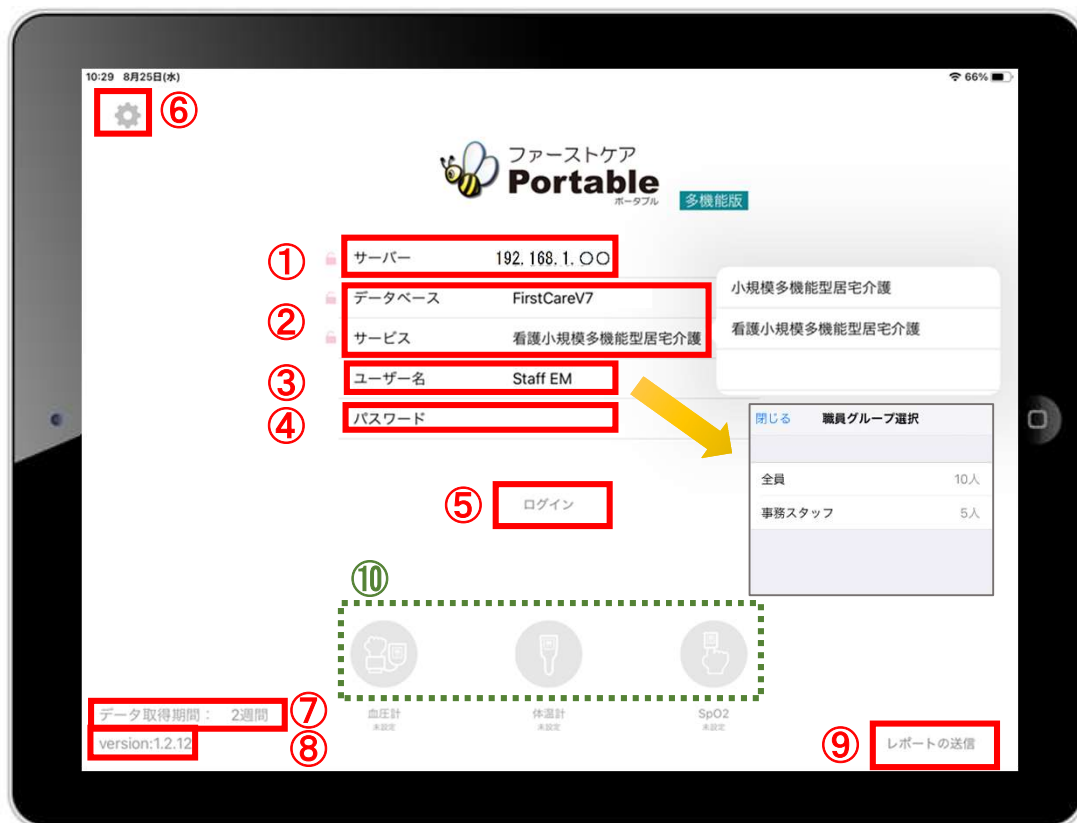 10:29 8月25日(水)
66%
⑥
ファーストケア
Portable
ポータブル
多機能版
① サーバー 192.168.1.〇〇
② データベース FirstCareV7
サービス 看護小規模多機能型居宅介護
小規模多機能型居宅介護
看護小規模多機能型居宅介護
③ ユーザー名 Staff EM
④ パスワード
閉じる 職員グループ選択
全員 10人
事務スタッフ 5人
⑤ ログイン
⑩
血圧計
未設定
体温計
未設定
SpO2
未設定
データ取得期間： 2週間 ⑦
version:1.2.12 ⑧
⑨ レポートの送信